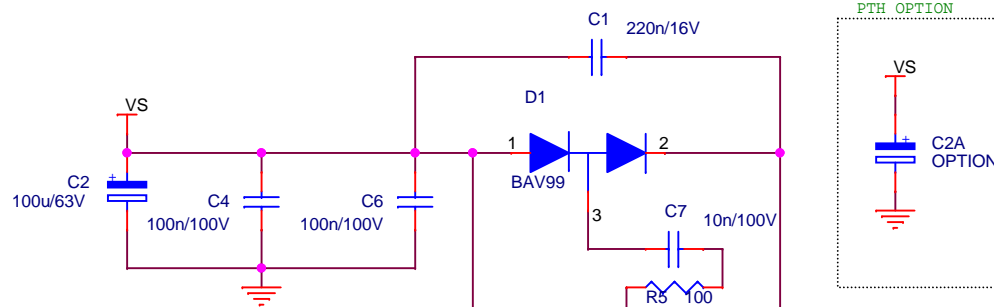 PTH OPTION
C1
220n/16V
VS
D1
VS
1
2
BAV99
3
C2
100u/63V
+
C4
100n/100V
C6
100n/100V
C7
10n/100V
R5 100
+
C2A
OPTION